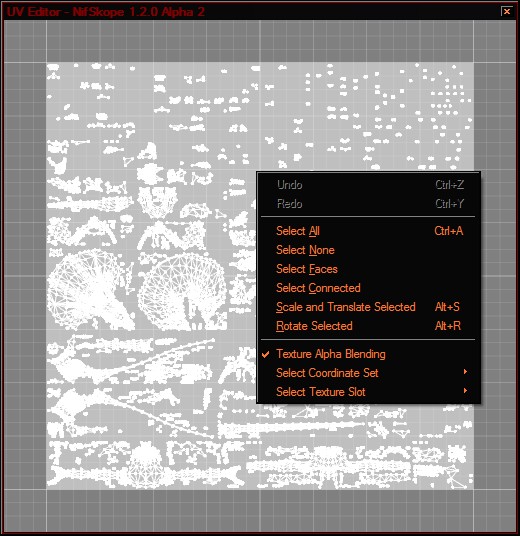 UV Editor - NifSkope 1.2.0 Alpha 2
Undo Ctrl+Z
Redo Ctrl+Y
Select All Ctrl+A
Select None
Select Faces
Select Connected
Scale and Translate Selected Alt+S
Rotate Selected Alt+R
Texture Alpha Blending
Select Coordinate Set
Select Texture Slot